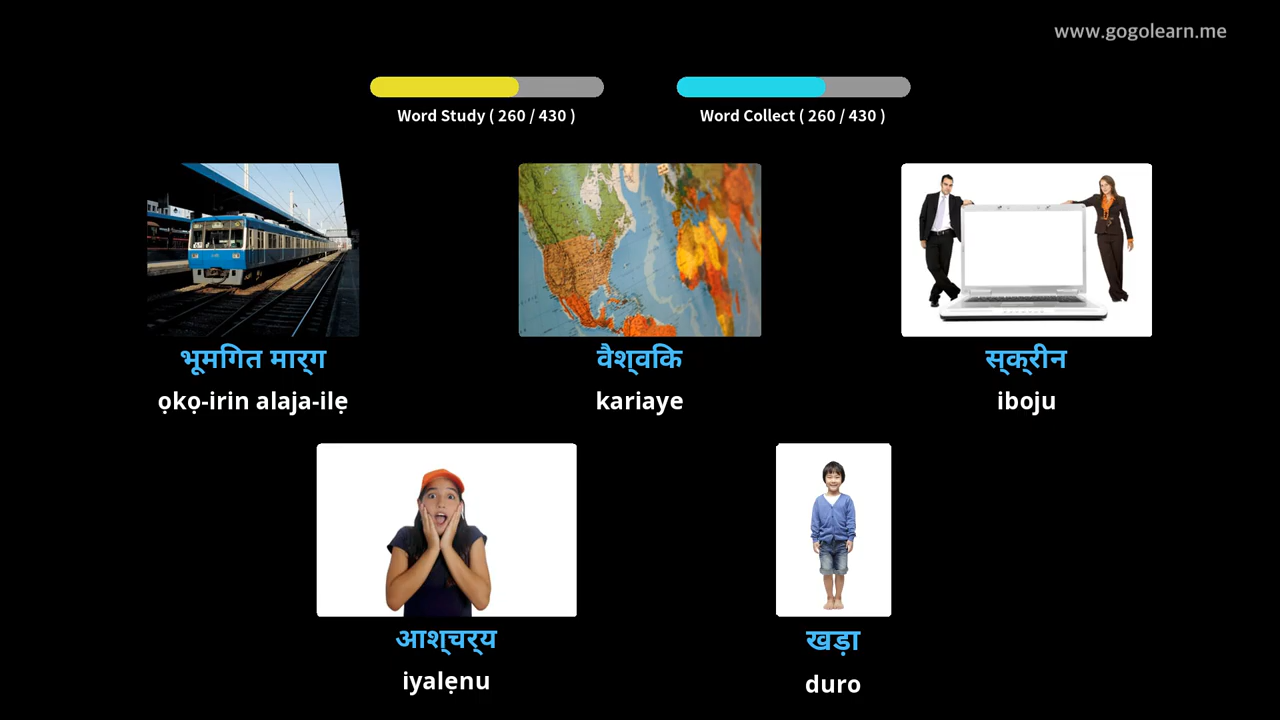 www.gogolearn.me
Word Study ( 260 / 430 )
Word Collect ( 260 / 430 )
भूमगित मार्ग
ọkọ-irin alaja-ilẹ
वैश्वकि
kariaye
स्क्रीन
iboju
आश्चर्य
iyalẹnu
खड़ा
duro